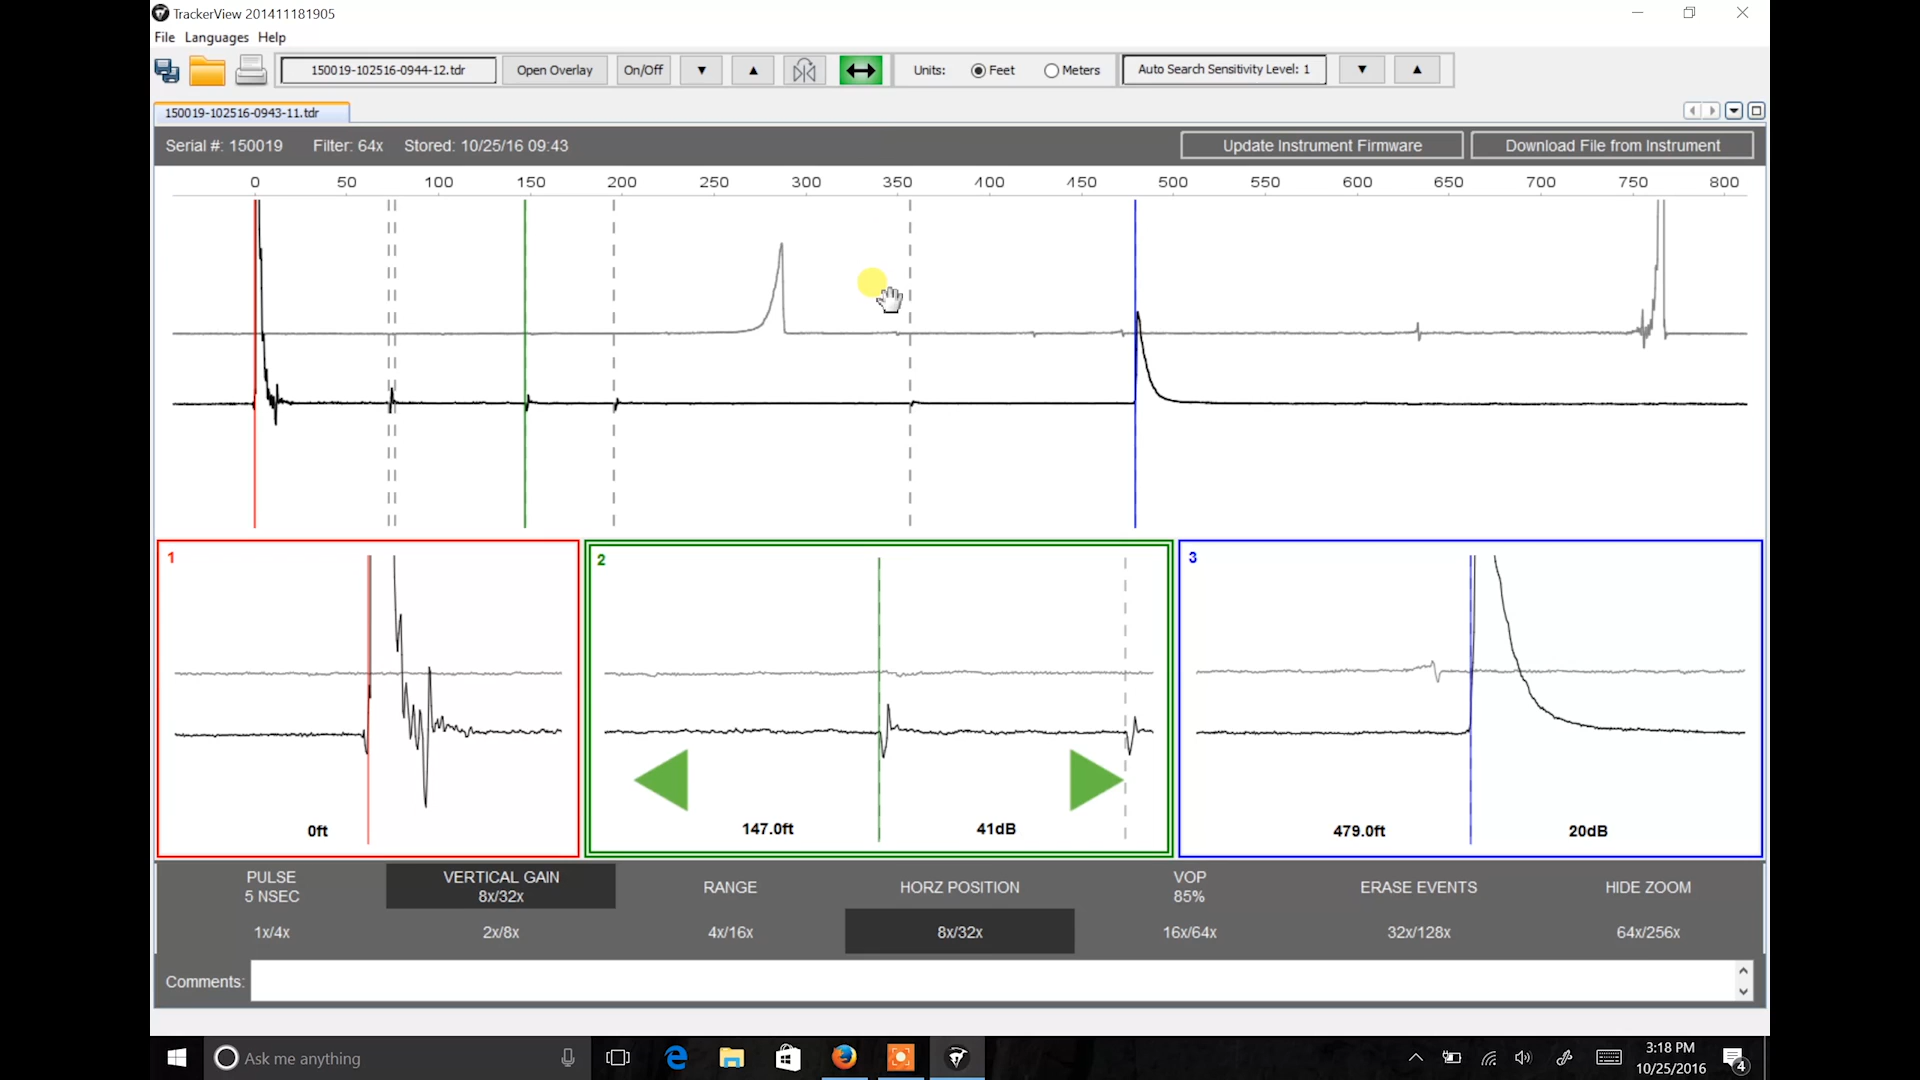 TrackerView 201411181905
File Languages Help
150019-102516-0944-12.tdr Open Overlay On/Off ▼ ▲ Units: Feet Meters Auto Search Sensitivity Level: 1 ▼ ▲
150019-102516-0943-11.tdr
Serial #: 150019 Filter: 64x Stored: 10/25/16 09:43 Update Instrument Firmware Download File from Instrument
0 50 100 150 200 250 300 350 400 450 500 550 600 650 700 750 800
1 2 3
0ft 147.0ft 41dB 479.0ft 20dB
PULSE VERTICAL GAIN RANGE HORZ POSITION VOP ERASE EVENTS HIDE ZOOM
5 NSEC 8x/32x 85%
1x/4x 2x/8x 4x/16x 8x/32x 16x/64x 32x/128x 64x/256x
Comments:
Ask me anything 3:18 PM
10/25/2016 4